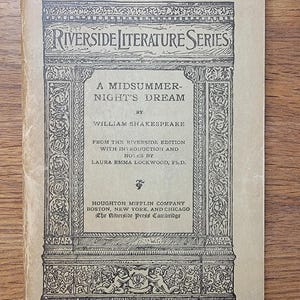 RIVERSIDE LITERATURE SERIES
A MIDSUMMER-
NIGHT'S DREAM
BY
WILLIAM SHAKESPEARE
FROM THE RIVERSIDE EDITION
WITH INTRODUCTION AND
NOTES BY
LAURA EMMA LOCKWOOD, PH.D.
HOUGHTON MIFFLIN COMPANY
BOSTON, NEW YORK, AND CHICAGO
The Riverside Press Cambridge